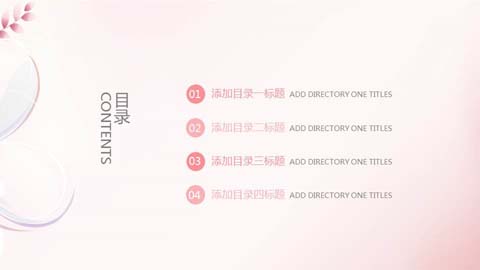 目录
CONTENTS
01 添加目录一标题 ADD DIRECTORY ONE TITLES
02 添加目录二标题 ADD DIRECTORY ONE TITLES
03 添加目录三标题 ADD DIRECTORY ONE TITLES
04 添加目录四标题 ADD DIRECTORY ONE TITLES